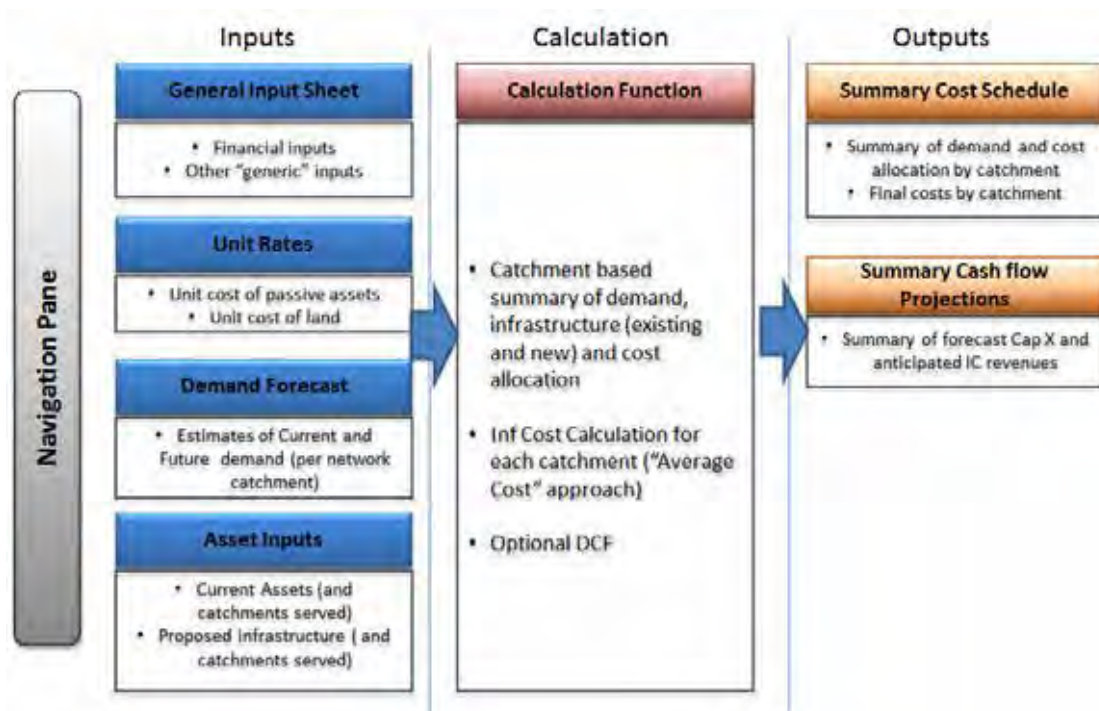 Navigation Pane
Inputs
General Input Sheet
• Financial inputs
• Other "generic" inputs
Unit Rates
• Unit cost of passive assets
• Unit cost of land
Demand Forecast
• Estimates of Current and
Future demand (per network
catchment)
Asset Inputs
• Current Assets (and
catchments served)
• Proposed Infrastructure ( and
catchments served)
Calculation
Calculation Function
• Catchment based
summary of demand,
infrastructure (existing
and new) and cost
allocation
• Inf Cost Calculation for
each catchment ("Average
Cost" approach)
• Optional DCF
Outputs
Summary Cost Schedule
• Summary of demand and cost
allocation by catchment
• Final costs by catchment
Summary Cash flow
Projections
• Summary of forecast Cap X and
anticipated IC revenues